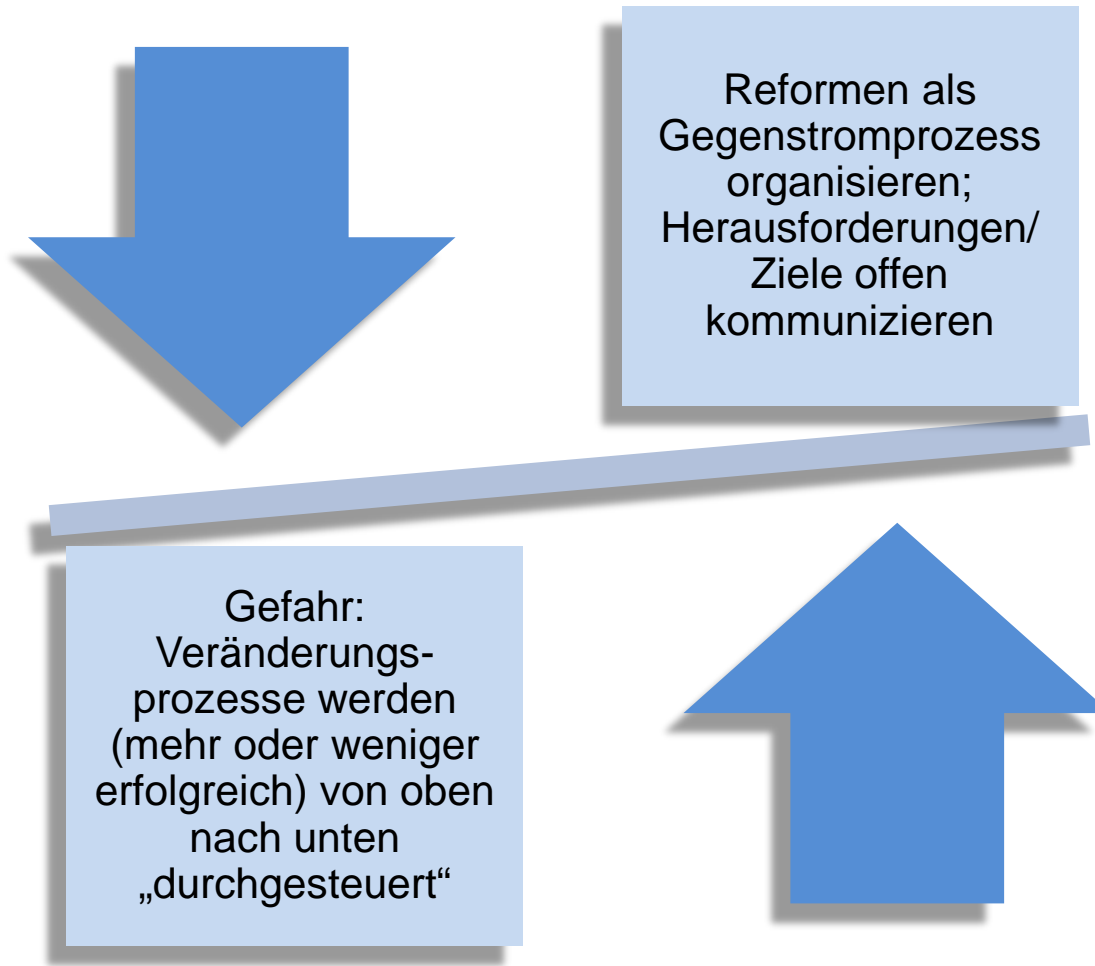 Reformen als
Gegenstromprozess
organisieren;
Herausforderungen/
Ziele offen
kommunizieren
Gefahr:
Veränderungs-
prozesse werden
(mehr oder weniger
erfolgreich) von oben
nach unten
„durchgesteuert“